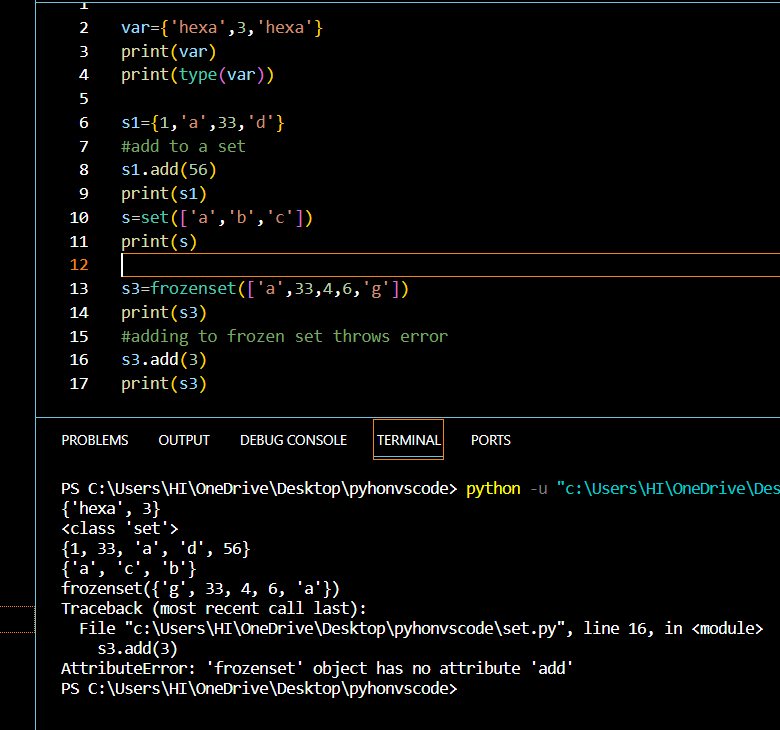 1
2 var={'hexa',3,'hexa'}
3 print(var)
4 print(type(var))
5
6 s1={1,'a',33,'d'}
7 #add to a set
8 s1.add(56)
9 print(s1)
10 s=set(['a','b','c'])
11 print(s)
12
13 s3=frozenset(['a',33,4,6,'g'])
14 print(s3)
15 #adding to frozen set throws error
16 s3.add(3)
17 print(s3)
PROBLEMS OUTPUT DEBUG CONSOLE TERMINAL PORTS
PS C:\Users\HI\OneDrive\Desktop\pyhonvscode> python -u "c:\Users\HI\OneDrive\Des
{'hexa', 3}
<class 'set'>
{1, 33, 'a', 'd', 56}
{'a', 'c', 'b'}
frozenset({'g', 33, 4, 6, 'a'})
Traceback (most recent call last):
  File "c:\Users\HI\OneDrive\Desktop\pyhonvscode\set.py", line 16, in <module>
    s3.add(3)
AttributeError: 'frozenset' object has no attribute 'add'
PS C:\Users\HI\OneDrive\Desktop\pyhonvscode>